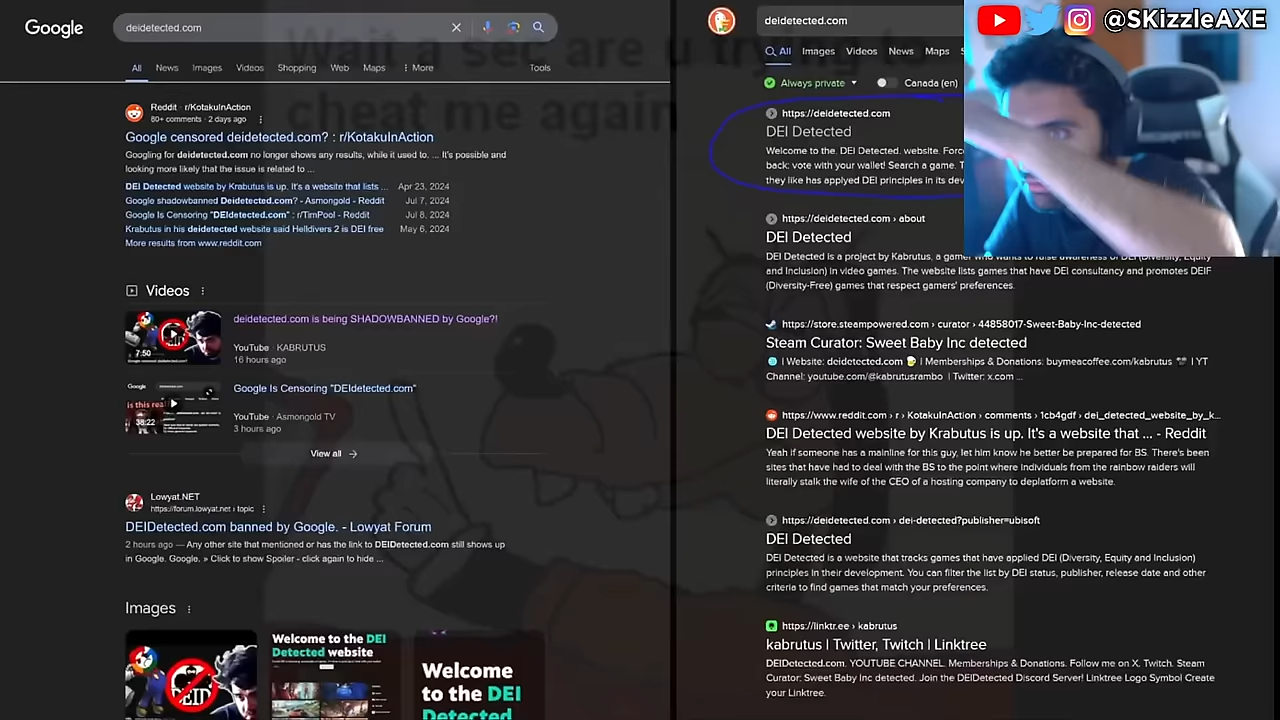 Google
deidetected.com
All
News
Images
Videos
Shopping
Web
Maps
More
Tools
Wait a sec are u trying to
cheat me again
Reddit · r/KotakuInAction
80+ comments · 2 days ago
Google censored deidetected.com? : r/KotakuInAction
Googling for deidetected.com no longer shows any results, while it used to. ... It's possible and
looking more likely that the issue is related to ...
DEI Detected website by Krabutus is up. It's a website that lists ... Apr 23, 2024
Google shadowbanned Deidetected.com? - Asmongold - Reddit Jul 7, 2024
Google Is Censoring "DEIdetected.com" : r/TimPool - Reddit Jul 8, 2024
Krabutus in his deidetected website said Helldivers 2 is DEI free May 6, 2024
More results from www.reddit.com
Videos
7:50
deidetected.com is being SHADOWBANNED by Google?!
YouTube · KABRUTUS
16 hours ago
is this rea
38:22
Google Is Censoring "DEIdetected.com"
YouTube · Asmongold TV
3 hours ago
View all
Lowyat.NET
https://forum.lowyat.net › topic
DEIDetected.com banned by Google. - Lowyat Forum
2 hours ago — Any other site that mentioned or has the link to DEIDetected.com still shows up
in Google. Google. » Click to show Spoiler - click again to hide ...
Images
DEI
Welcome to the DEI
Detected website
Welcome
to the DEI
Detected
deidetected.com
All
Images
Videos
News
Maps
S
Always private
Canada (en)
https://deidetected.com
DEI Detected
Welcome to the. DEI Detected. website. Forc
back: vote with your wallet! Search a game. T
they like has applyed DEI principles in its dev
https://deidetected.com › about
DEI Detected
DEI Detected is a project by Kabrutus, a gamer who wants to raise awareness of DEI (Diversity, Equity
and Inclusion) in video games. The website lists games that have DEI consultancy and promotes DEIF
(Diversity-Free) games that respect gamers' preferences.
https://store.steampowered.com › curator › 44858017-Sweet-Baby-Inc-detected
Steam Curator: Sweet Baby Inc detected
| Website: deidetected.com | Memberships & Donations: buymeacoffee.com/kabrutus | YT
Channel: youtube.com/@kabrutusrambo | Twitter: x.com ...
https://www.reddit.com › r › KotakuInAction › comments › 1cb4gdf › dei_detected_website_by_k...
DEI Detected website by Krabutus is up. It's a website that ... - Reddit
Yeah if someone has a mainline for this guy, let him know he better be prepared for BS. There's been
sites that have had to deal with the BS to the point where individuals from the rainbow raiders will
literally stalk the wife of the CEO of a hosting company to deplatform a website.
https://deidetected.com › dei-detected?publisher=ubisoft
DEI Detected
DEI Detected is a website that tracks games that have applied DEI (Diversity, Equity and Inclusion)
principles in their development. You can filter the list by DEI status, publisher, release date and other
criteria to find games that match your preferences.
https://linktr.ee › kabrutus
kabrutus | Twitter, Twitch | Linktree
DEIDetected.com. YOUTUBE CHANNEL. Memberships & Donations. Follow me on X. Twitch. Steam
Curator: Sweet Baby Inc detected. Join the DEIDetected Discord Server! Linktree Logo Symbol Create
your Linktree.
@SKizzleAXE